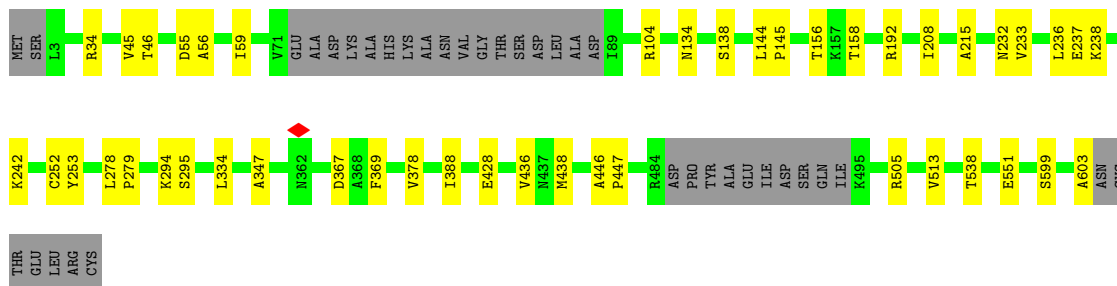 MET SER L3 R34 V45 T46 D55 A56 I59 V71 GLU ALA ASP LYS ALA HIS LYS ALA ASN VAL GLY THR SER ASP LEU ALA ASP I89 R104 N134 S138 L144 P145 T156 K157 T158 R192 I208 A215 N232 V233 L236 E237 K238
K242 C252 Y253 L278 P279 K294 S295 L334 A347 N362 D367 A368 F369 V378 I388 E428 V436 N437 M438 A446 P447 R484 ASP PRO TYR ALA GLU ILE ASP SER GLN ILE K495 R505 V513 T538 E551 S599 A603 ASN
THR GLU LEU ARG CYS